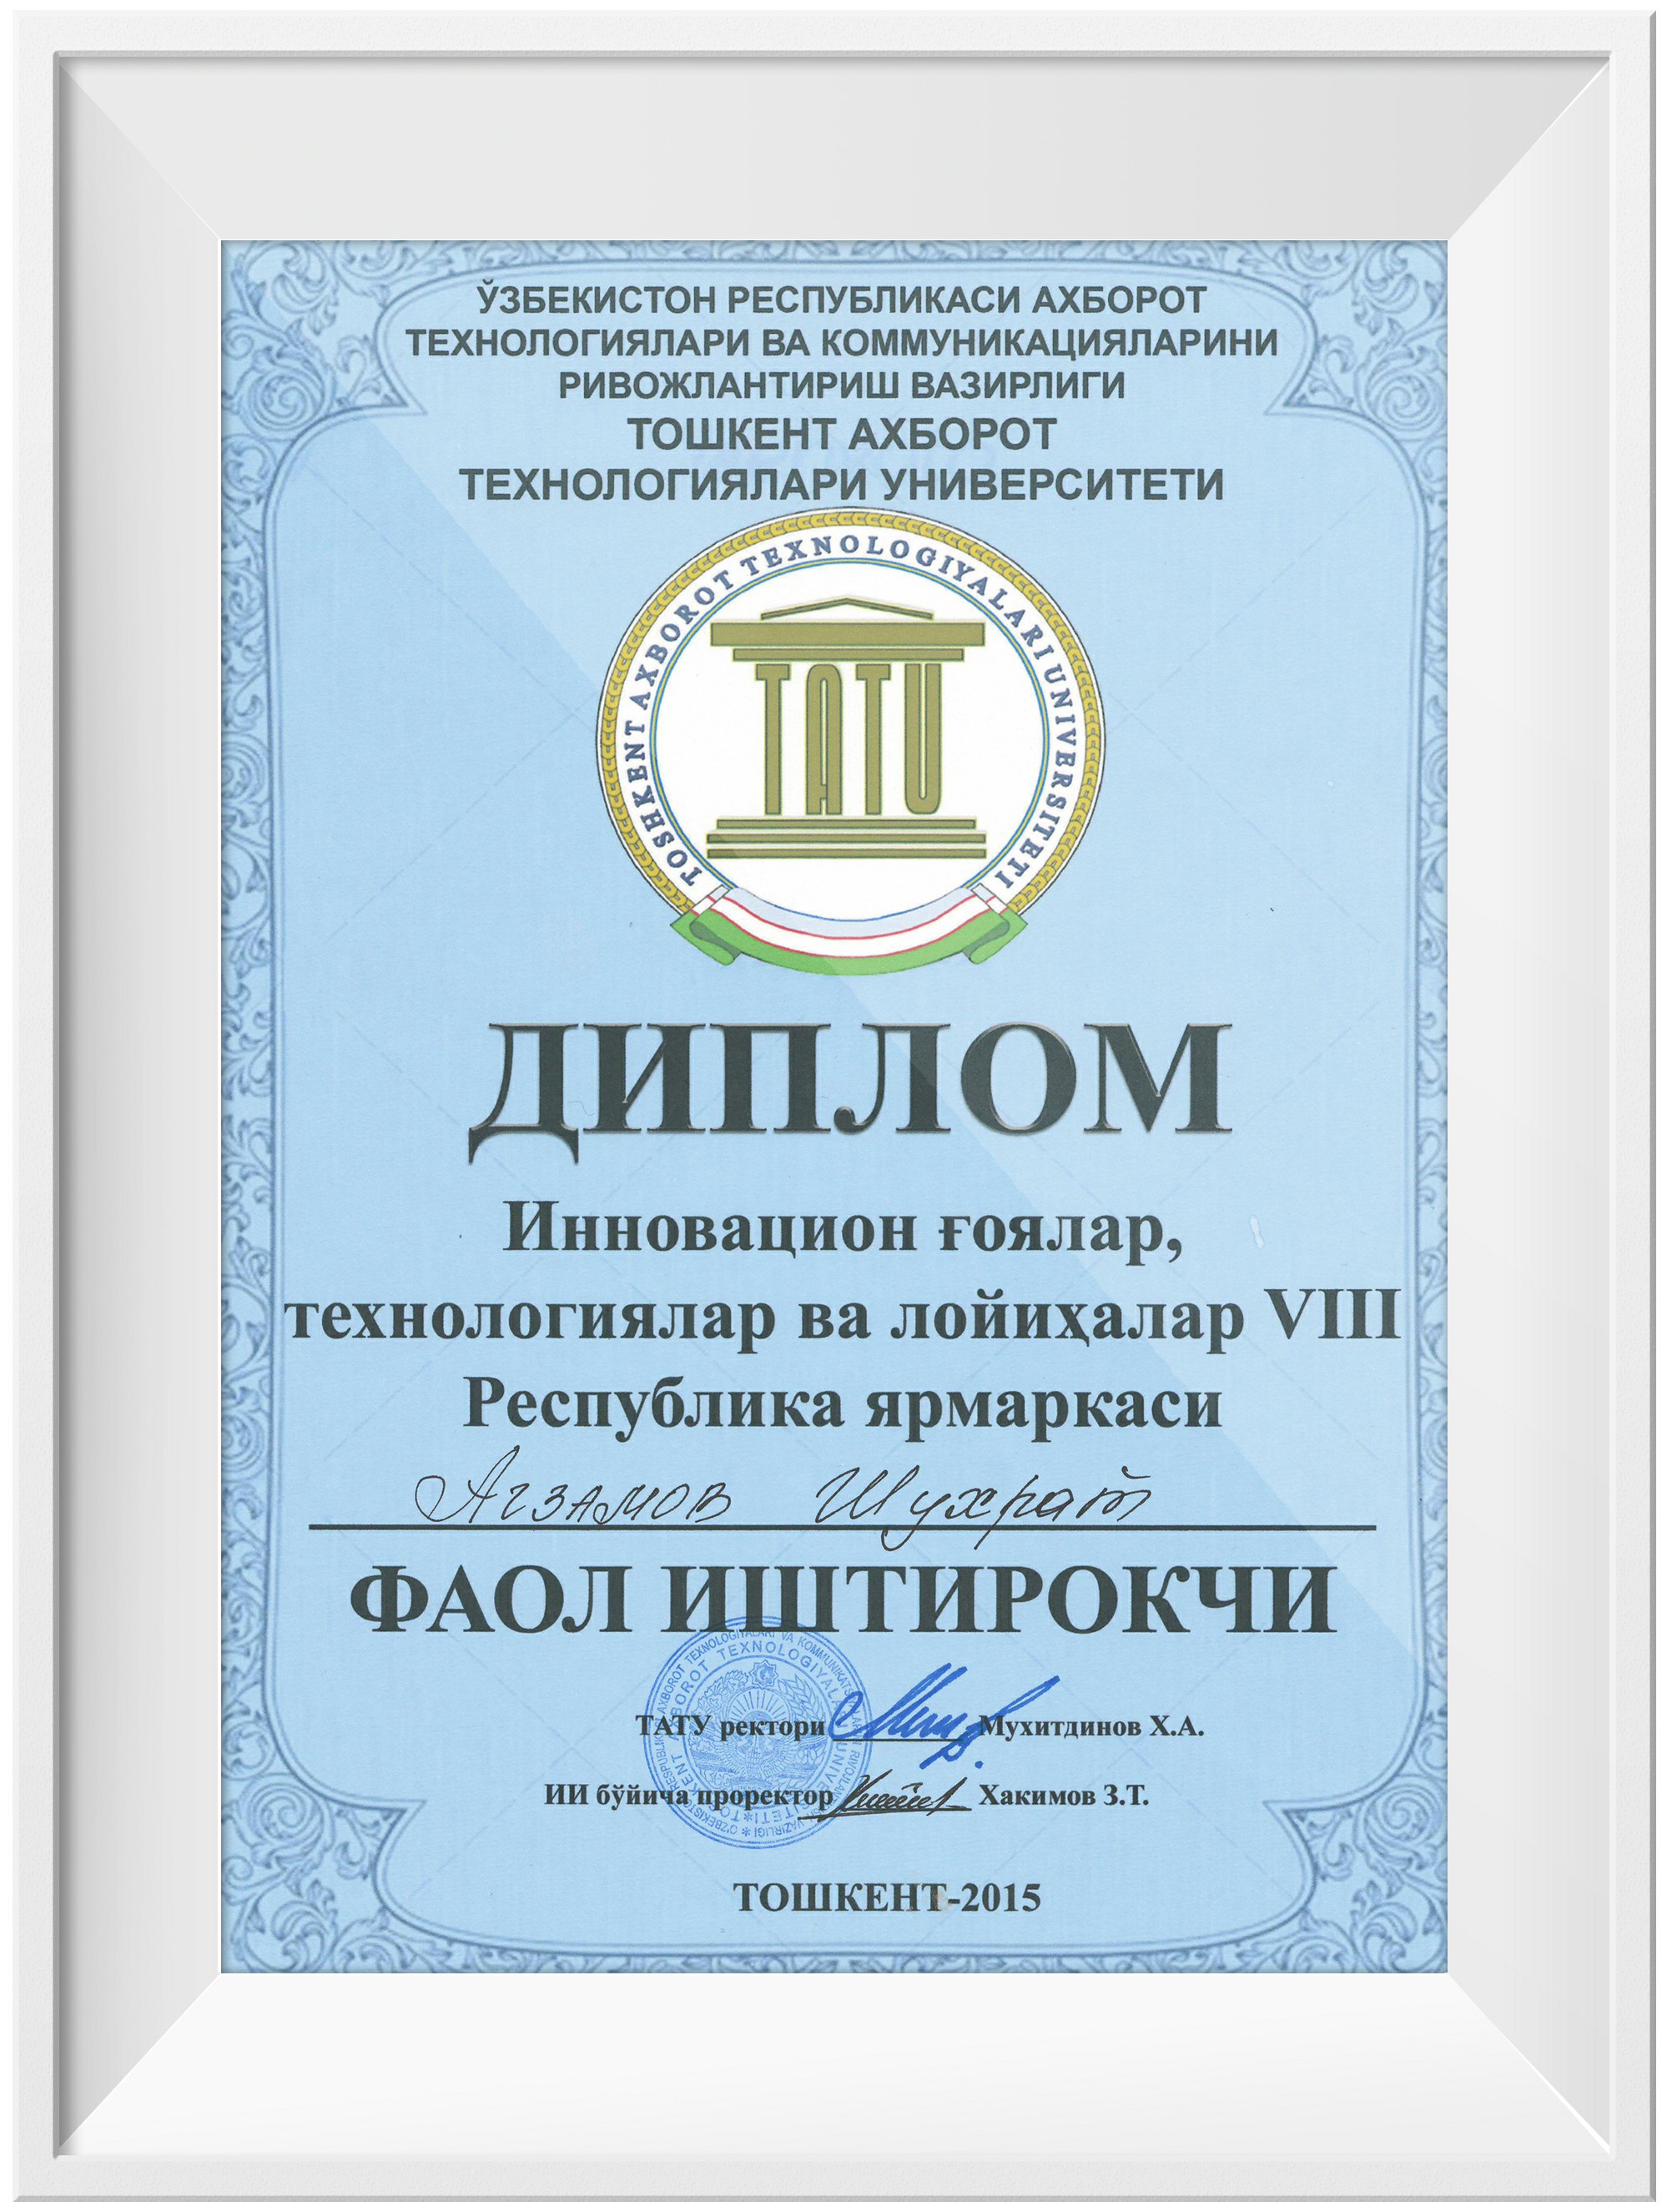 ЎЗБЕКИСТОН РЕСПУБЛИКАСИ АХБОРОТ
ТЕХНОЛОГИЯЛАРИ ВА КОММУНИКАЦИЯЛАРИНИ
РИВОЖЛАНТИРИШ ВАЗИРЛИГИ
ТОШКЕНТ АХБОРОТ
ТЕХНОЛОГИЯЛАРИ УНИВЕРСИТЕТИ
TOSHKENT AXBOROT TEXNOLOGIYALARI UNIVERSITETI
TATU
ДИПЛОМ
Инновацион ғоялар,
технологиялар ва лойиҳалар VIII
Республика ярмаркаси
Агзамов Шухрат
ФАОЛ ИШТИРОКЧИ
ТАТУ ректори Мухитдинов Х.А.
ИИ бўйича проректор Хакимов З.Т.
ТОШКЕНТ-2015